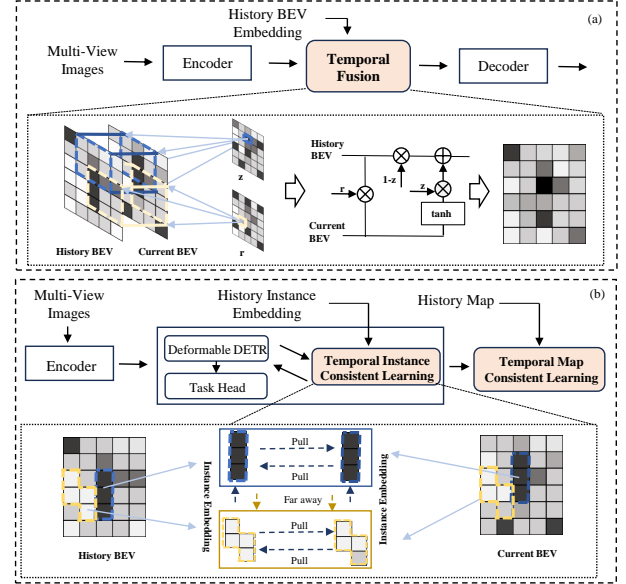 (a)
History BEV
Embedding
Multi-View
Images
Encoder
Temporal
Fusion
Decoder
z
r
History BEV
Current BEV
History
BEV
r
1-z
z
tanh
Current
BEV
(b)
Multi-View
Images
History Instance
Embedding
History Map
Encoder
Deformable DETR
Task Head
Temporal Instance
Consistent Learning
Temporal Map
Consistent Learning
Instance Embedding
Pull
Pull
Far away
Pull
Pull
Instance Embedding
History BEV
Current BEV